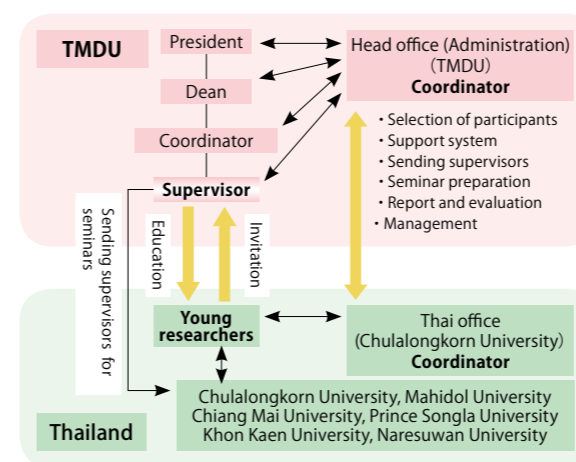 TMDU
President
Dean
Coordinator
Supervisor
Head office (Administration)
(TMDU)
Coordinator
・Selection of participants
・Support system
・Sending supervisors
・Seminar preparation
・Report and evaluation
・Management
Sending supervisors for
seminars
Education
Invitation
Young
researchers
Thai office
(Chulalongkorn University)
Coordinator
Thailand
Chulalongkorn University, Mahidol University
Chiang Mai University, Prince Songla University
Khon Kaen University, Naresuwan University